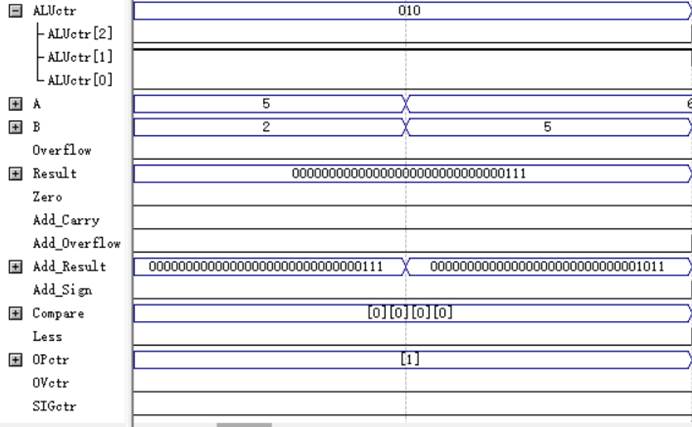 ALUctr 010
ALUctr[2]
ALUctr[1]
ALUctr[0]
A 5 6
B 2 5
Overflow
Result 00000000000000000000000000000111
Zero
Add_Carry
Add_Overflow
Add_Result 00000000000000000000000000000111 00000000000000000000000000001011
Add_Sign
Compare [0][0][0][0]
Less
OPctr [1]
OVctr
SIGctr